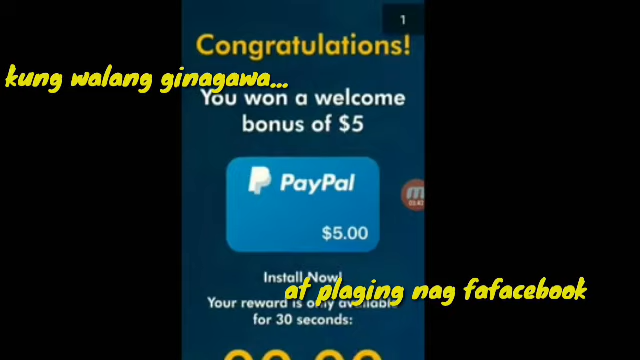 1
Congratulations!
kung walang ginagawa...
You won a welcome
bonus of $5
PayPal
$5.00
Install Now!
at plaging nag fafacebook
Your reward is only available
for 30 seconds: